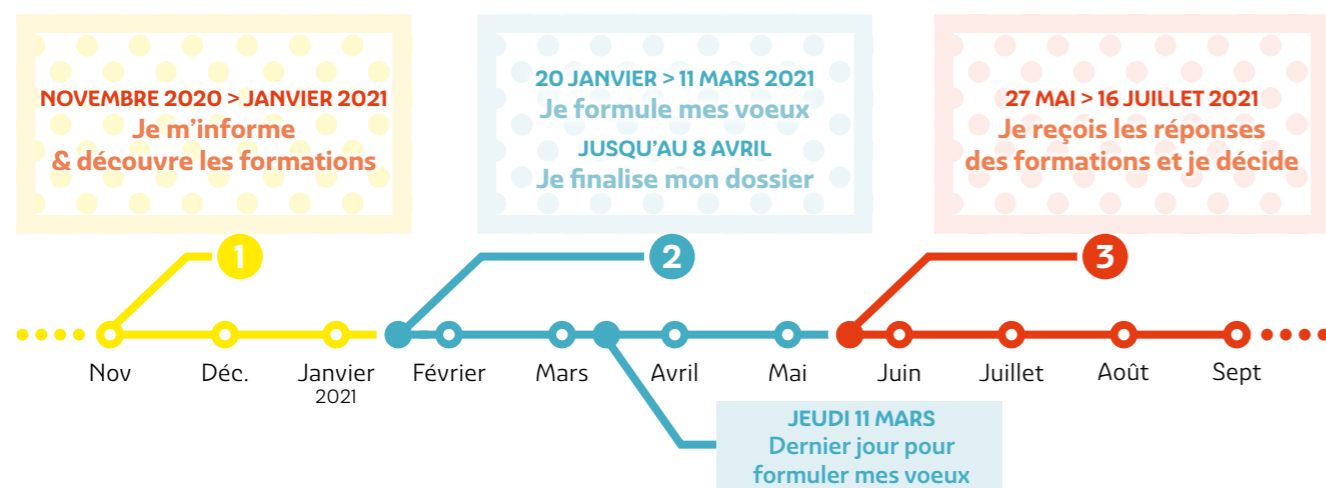 NOVEMBRE 2020 > JANVIER 2021
Je m'informe
& découvre les formations
20 JANVIER > 11 MARS 2021
Je formule mes voeux
JUSQU'AU 8 AVRIL
Je finalise mon dossier
27 MAI > 16 JUILLET 2021
Je reçois les réponses
des formations et je décide
1
2
3
Nov
Déc.
Janvier
2021
Février
Mars
Avril
Mai
Juin
Juillet
Août
Sept
JEUDI 11 MARS
Dernier jour pour
formuler mes voeux